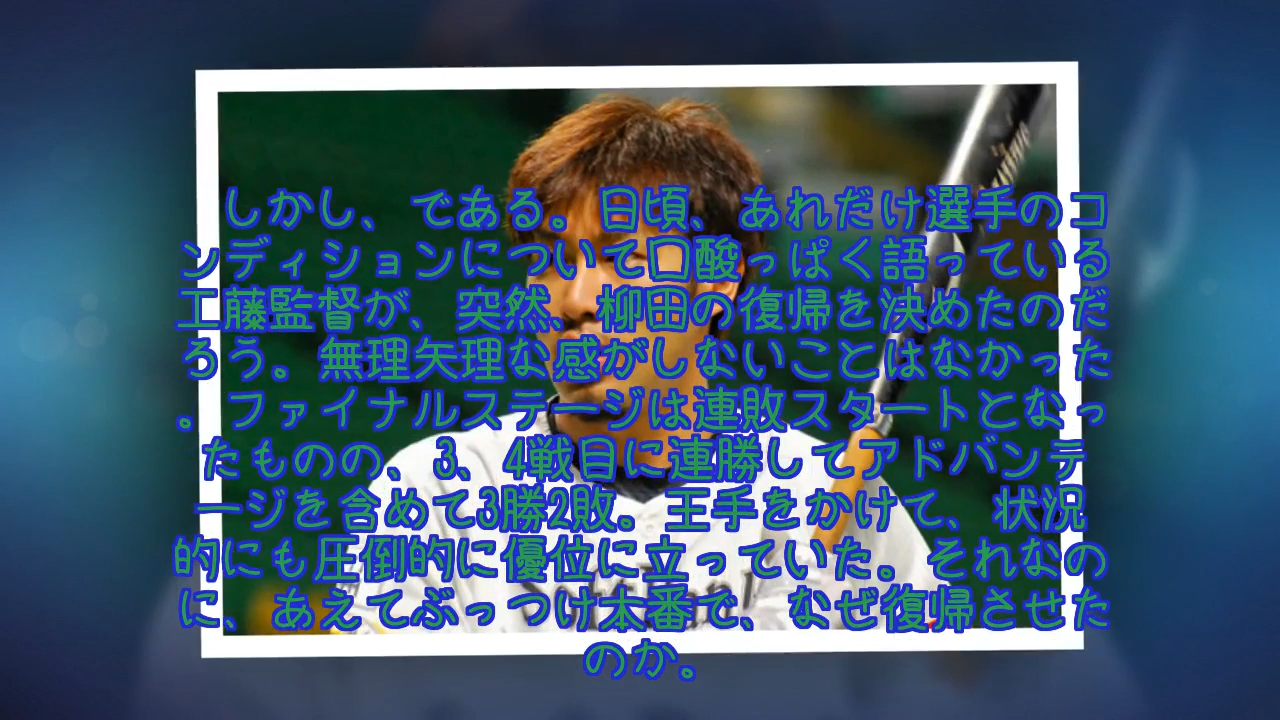 しかし、である。日頃、あれだけ選手のコ
ンディションについて口酸っぱく語っている
工藤監督が、突然、柳田の復帰を決めたのだ
ろう。無理矢理な感がしないことはなかった
。ファイナルステージは連敗スタートとなっ
たものの、3、4戦目に連勝してアドバンテ
ージを含めて3勝2敗。王手をかけて、状況
的にも圧倒的に優位に立っていた。それなの
に、あえてぶっつけ本番で、なぜ復帰させた
のか。